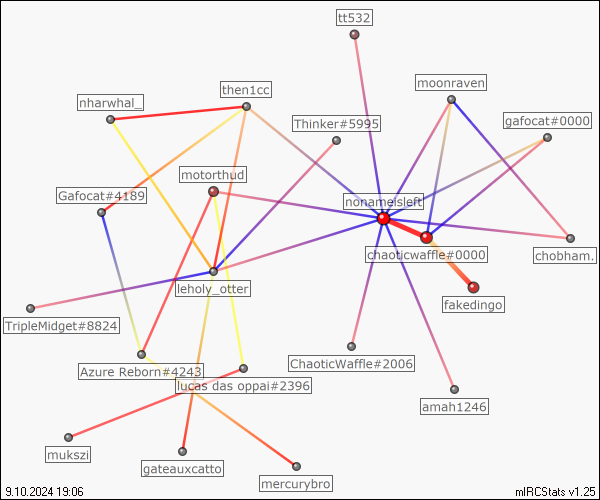 tt532
moonraven
then1cc
nharwhal_
gafocat#0000
Thinker#5995
motorthud
Gafocat#4189
nonameisleft
chaoticwaffle#0000
chobham.
leholy_otter
fakedingo
TripleMidget#8824
ChaoticWaffle#2006
Azure Reborn#4243
lucas das oppai#2396
amah1246
mukszi
gateauxcatto
mercurybro
9.10.2024 19:06
mIRCStats v1.25